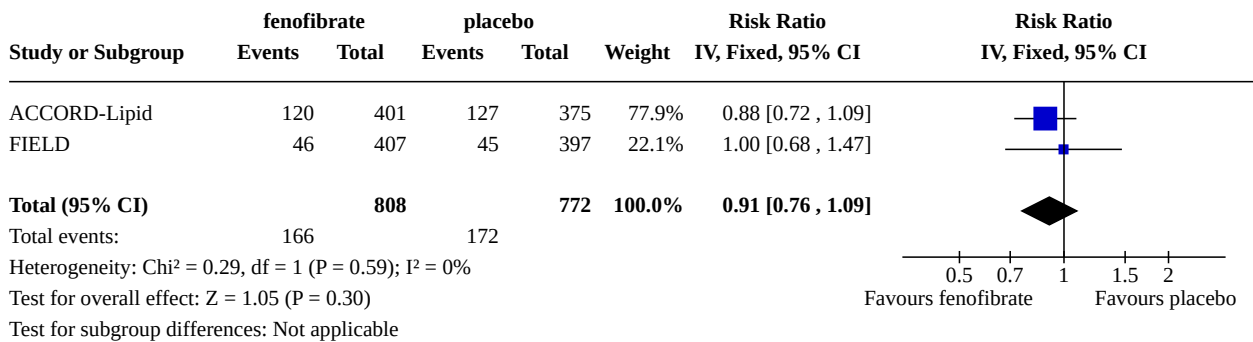 fenofibrate placebo Risk Ratio Risk Ratio
Study or Subgroup Events Total Events Total Weight IV, Fixed, 95% CI IV, Fixed, 95% CI
ACCORD-Lipid 120 401 127 375 77.9% 0.88 [0.72 , 1.09]
FIELD 46 407 45 397 22.1% 1.00 [0.68 , 1.47]
Total (95% CI) 808 772 100.0% 0.91 [0.76 , 1.09]
Total events: 166 172
Heterogeneity: Chi² = 0.29, df = 1 (P = 0.59); I² = 0%
0.5 0.7 1 1.5 2
Test for overall effect: Z = 1.05 (P = 0.30) Favours fenofibrate Favours placebo
Test for subgroup differences: Not applicable